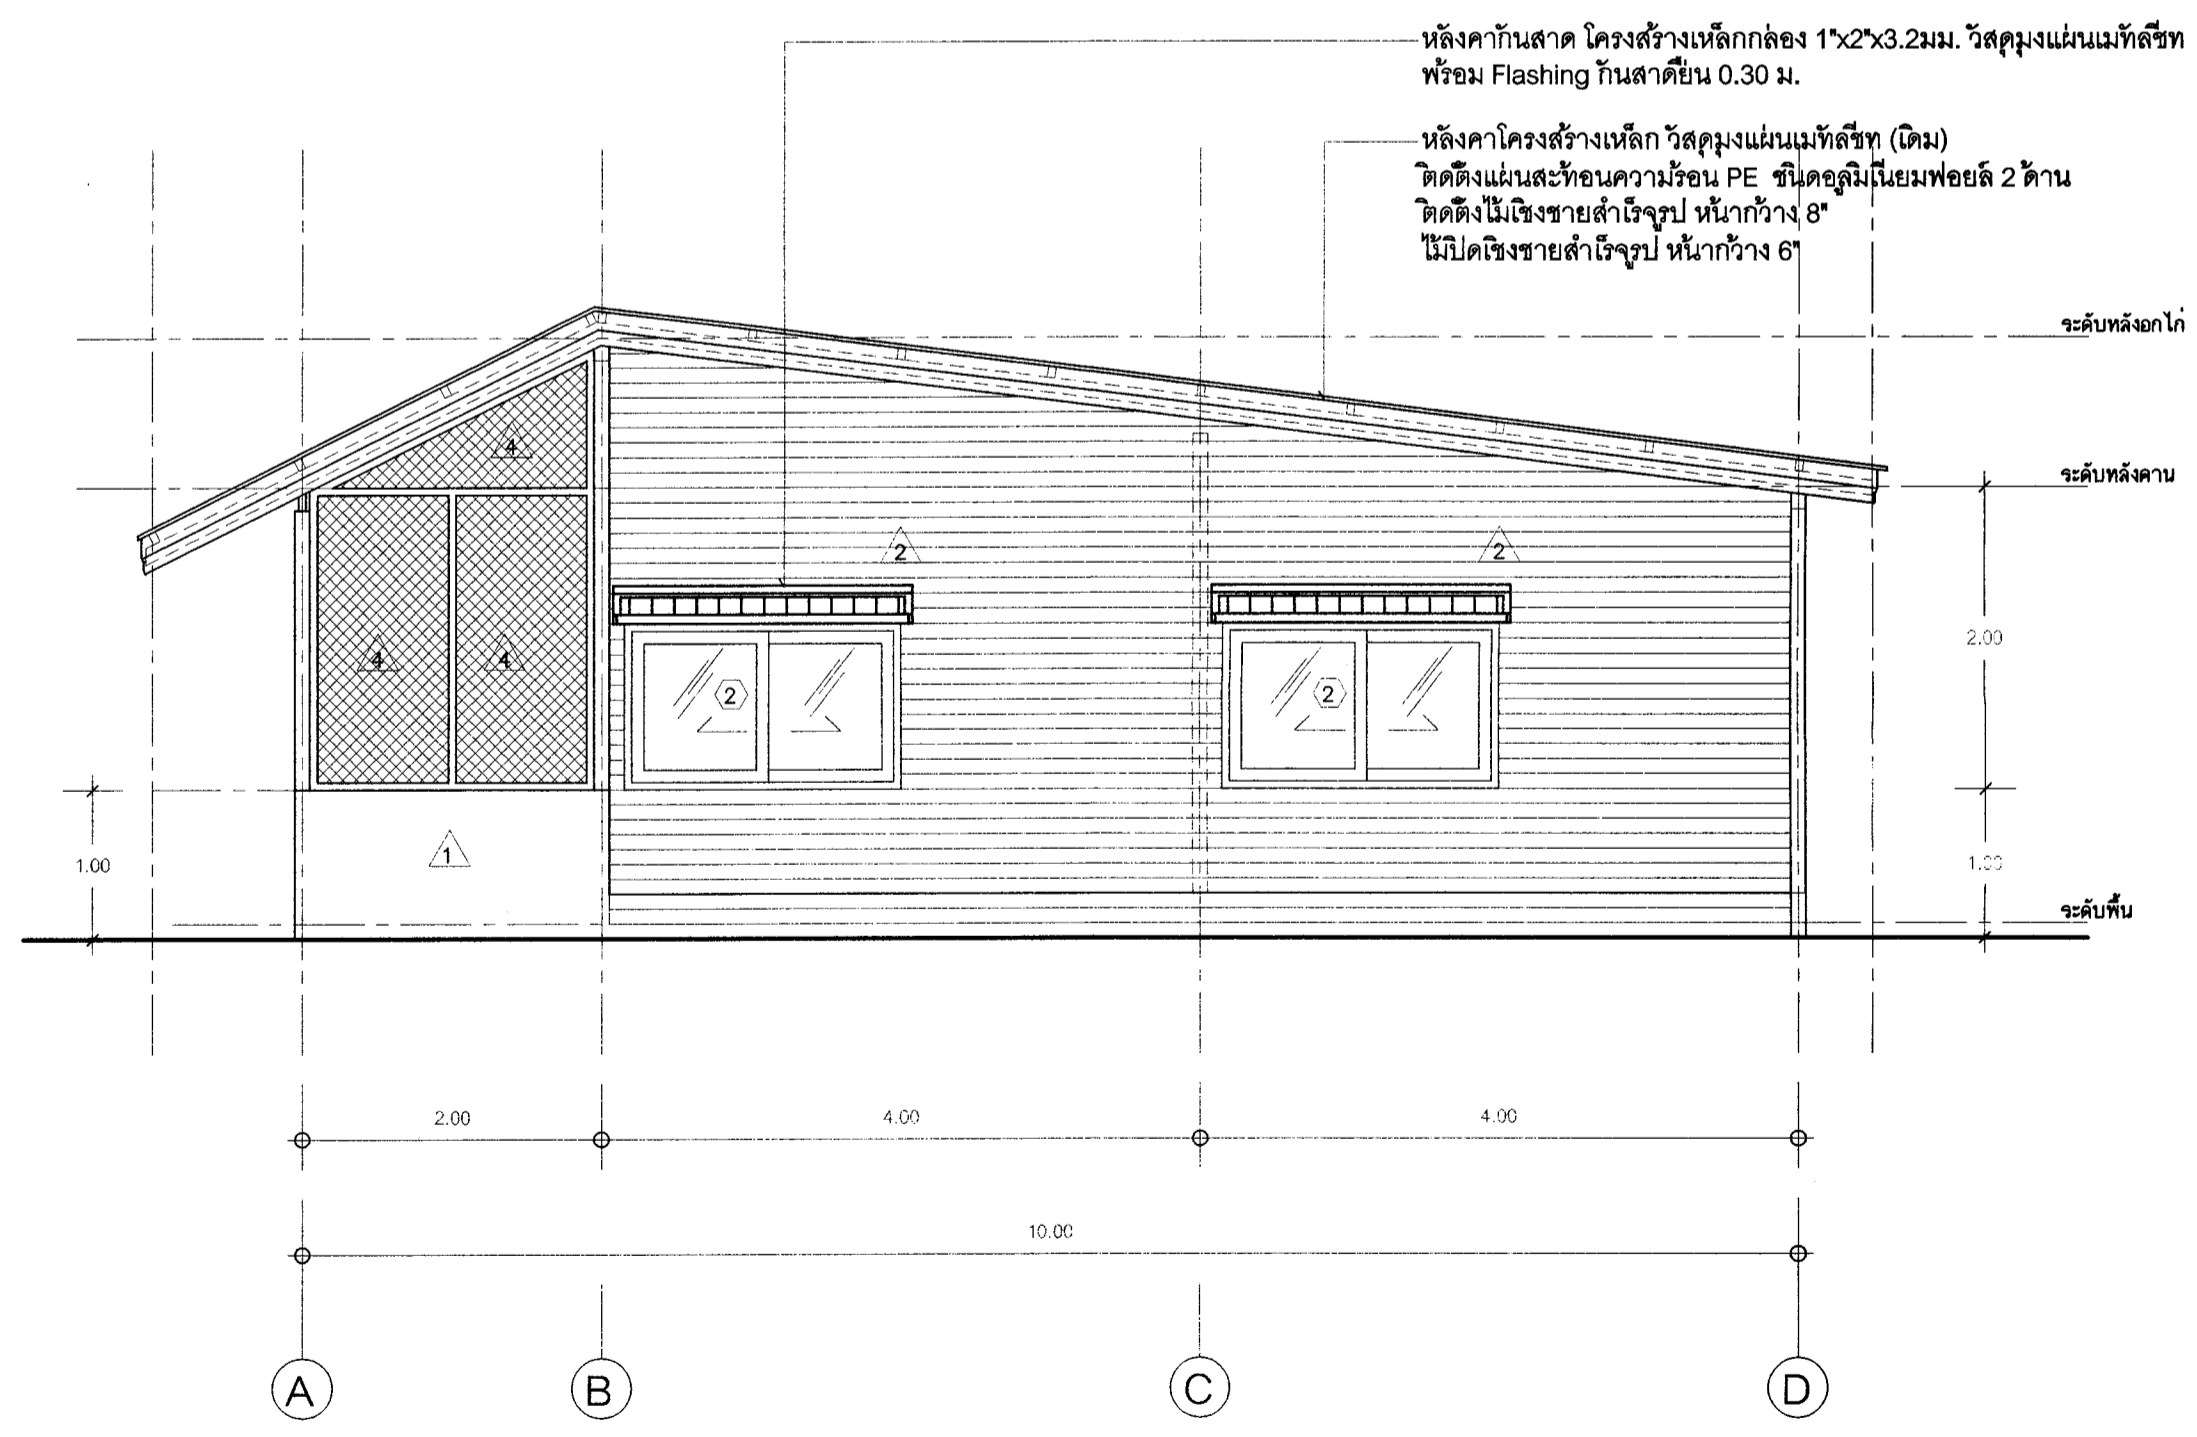 หลังคากันสาด โครงสร้างเหล็กกล่อง 1"x2"x3.2มม. วัสดุมุงแผ่นเมทัลชีท
พร้อม Flashing กันสาดยื่น 0.30 ม.
หลังคาโครงสร้างเหล็ก วัสดุมุงแผ่นเมทัลชีท (เดิม)
ติดตั้งแผ่นสะท้อนความร้อน PE ชนิดอลูมิเนียมฟอยล์ 2 ด้าน
ติดตั้งไม้เชิงชายสำเร็จรูป หน้ากว้าง 8"
ไม้ปิดเชิงชายสำเร็จรูป หน้ากว้าง 6"
ระดับหลังอกไก่
ระดับหลังคาน
4
2
2
2.00
4
4
2
2
1
1.00
1.00
ระดับพื้น
2.00
4.00
4.00
10.00
A
B
C
D